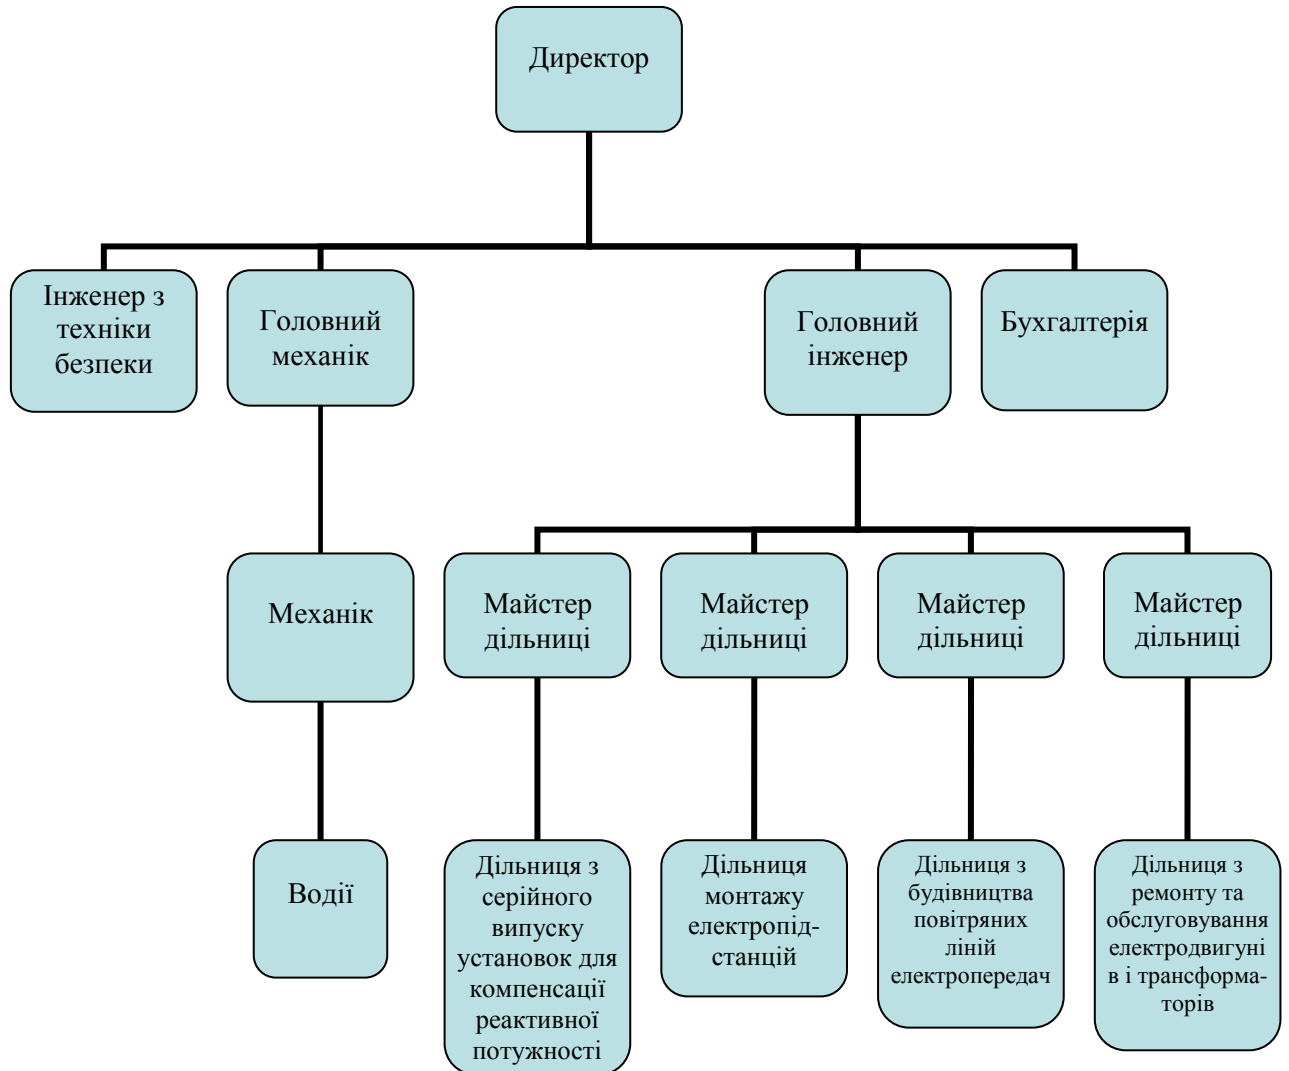 Директор
Інженер з
техніки
безпеки
Головний
механік
Головний
інженер
Бухгалтерія
Механік
Майстер
дільниці
Майстер
дільниці
Майстер
дільниці
Майстер
дільниці
Водії
Дільниця з
серійного
випуску
установок для
компенсації
реактивної
потужності
Дільниця
монтажу
електропід-
станцій
Дільниця з
будівництва
повітряних
ліній
електропередач
Дільниця з
ремонту та
обслуговування
електродвигуні
в і трансформа-
торів